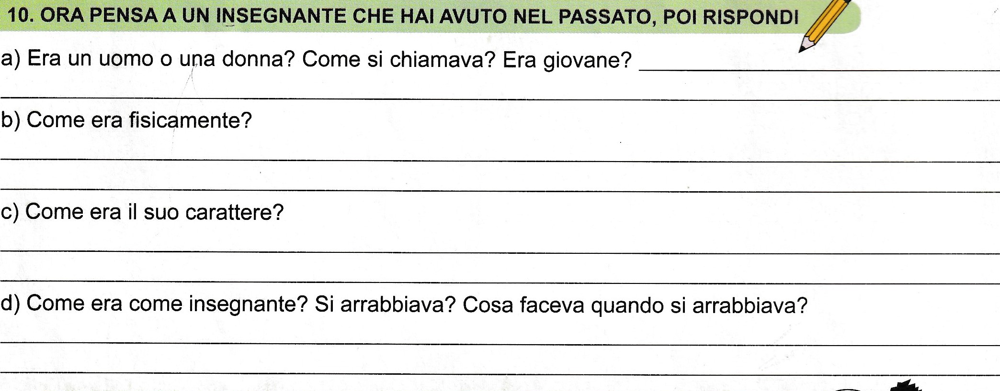 10. ORA PENSA A UN INSEGNANTE CHE HAI AVUTO NEL PASSATO, POI RISPONDI
a) Era un uomo o una donna? Come si chiamava? Era giovane?
b) Come era fisicamente?
c) Come era il suo carattere?
d) Come era come insegnante? Si arrabbiava? Cosa faceva quando si arrabbiava?